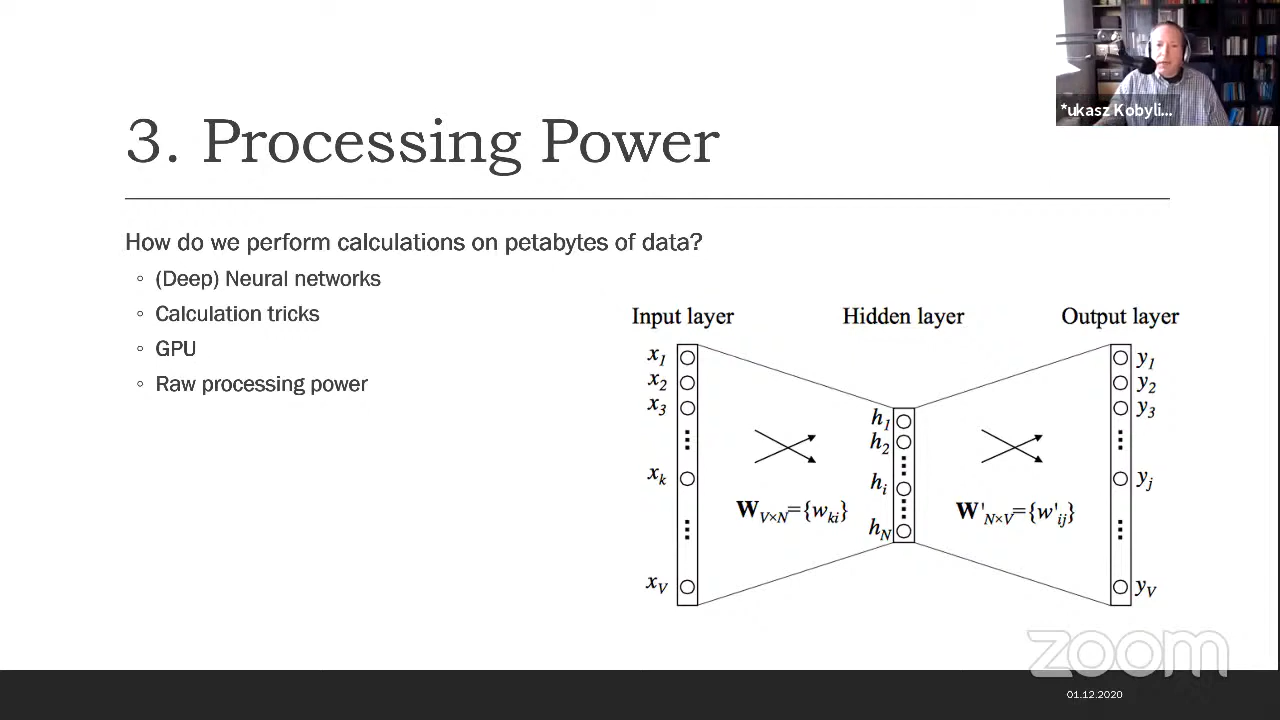 *ukasz Kobyli...
3. Processing Power
How do we perform calculations on petabytes of data?
◦ (Deep) Neural networks
◦ Calculation tricks
◦ GPU
◦ Raw processing power
Input layer Hidden layer Output layer
x1 y1
x2 y2
x3 y3
h1
h2
xk hi yj
W V×N={wki} W'N×V={w'ij}
hN
xV yV
zoom
01.12.2020